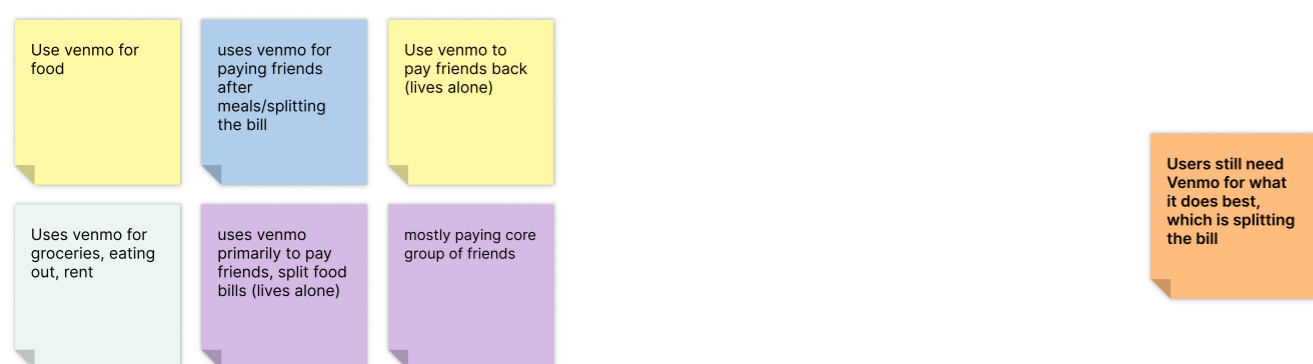 Use venmo for
food
uses venmo for
paying friends
after
meals/splitting
the bill
Use venmo to
pay friends back
(lives alone)
Users still need
Venmo for what
it does best,
which is splitting
the bill
Uses venmo for
groceries, eating
out, rent
uses venmo
primarily to pay
friends, split food
bills (lives alone)
mostly paying core
group of friends